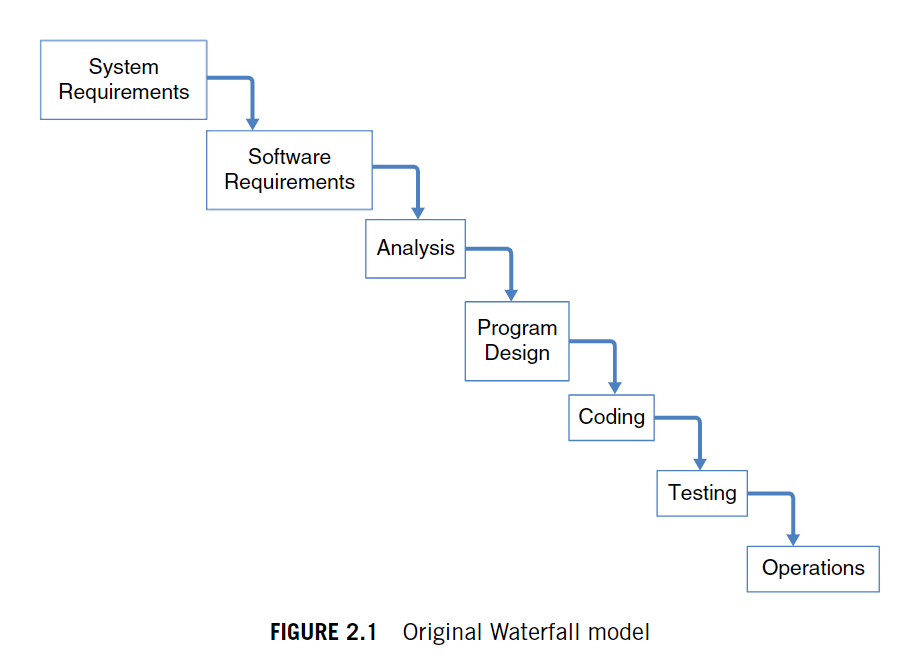 System
Requirements
Software
Requirements
Analysis
Program
Design
Coding
Testing
Operations
FIGURE 2.1 Original Waterfall model